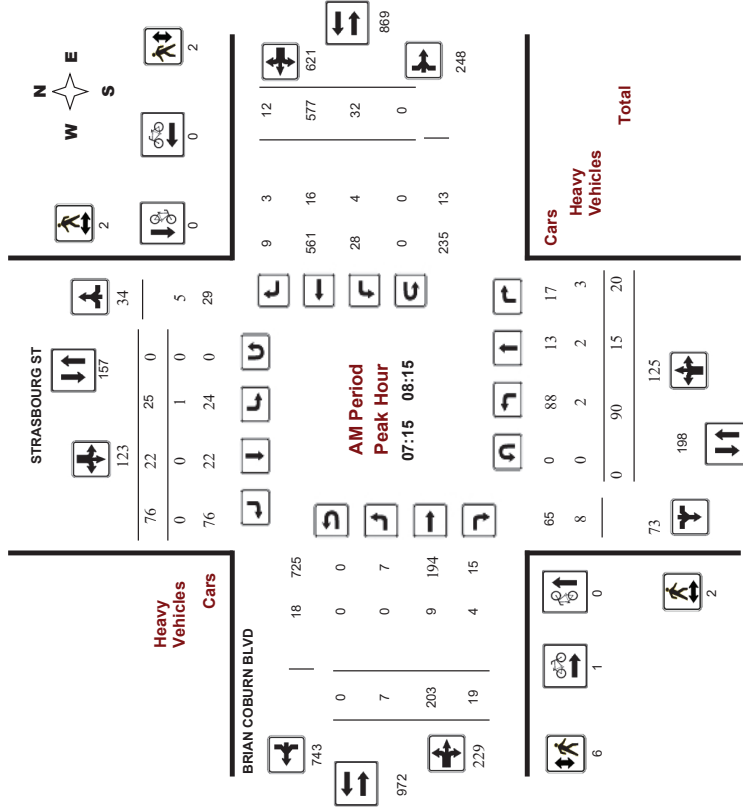 N
W E
S
STRASBOURG ST
157
123
34
2
0
2
0
76 22 25 0
0 0 1 0 5
76 22 24 0 29
Heavy
Vehicles
Cars
869
621
248
9 3 12
561 16 577
28 4 32
0 0 0
235 13
AM Period
Peak Hour
07:15 08:15
BRIAN COBURN BLVD
18 725
743
0 0 0
7 0 7
203 9 194
19 4 15
972
229
Cars
Heavy
Vehicles
Total
65 0 88 13 17
8 0 2 2 3
0 90 15 20
73
198
125
6
1
0
2